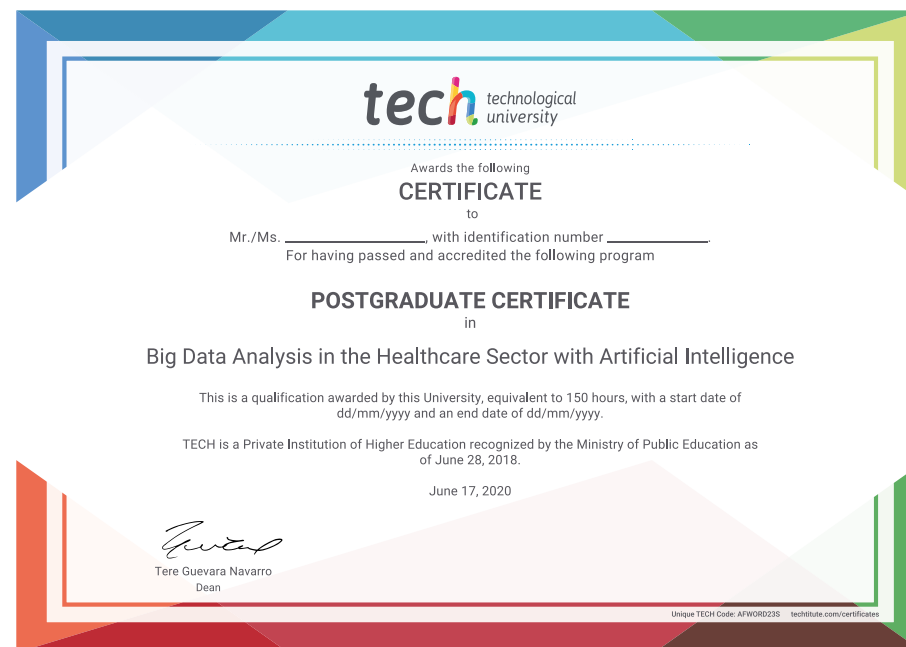 tech technological
university
Awards the following
CERTIFICATE
to
Mr./Ms. ____________, with identification number ____________.
For having passed and accredited the following program
POSTGRADUATE CERTIFICATE
in
Big Data Analysis in the Healthcare Sector with Artificial Intelligence
This is a qualification awarded by this University, equivalent to 150 hours, with a start date of
dd/mm/yyyy and an end date of dd/mm/yyyy.
TECH is a Private Institution of Higher Education recognized by the Ministry of Public Education as
of June 28, 2018.
June 17, 2020
Tere Guevara Navarro
Dean
Unique TECH Code: AFWORD23S techtitute.com/certificates